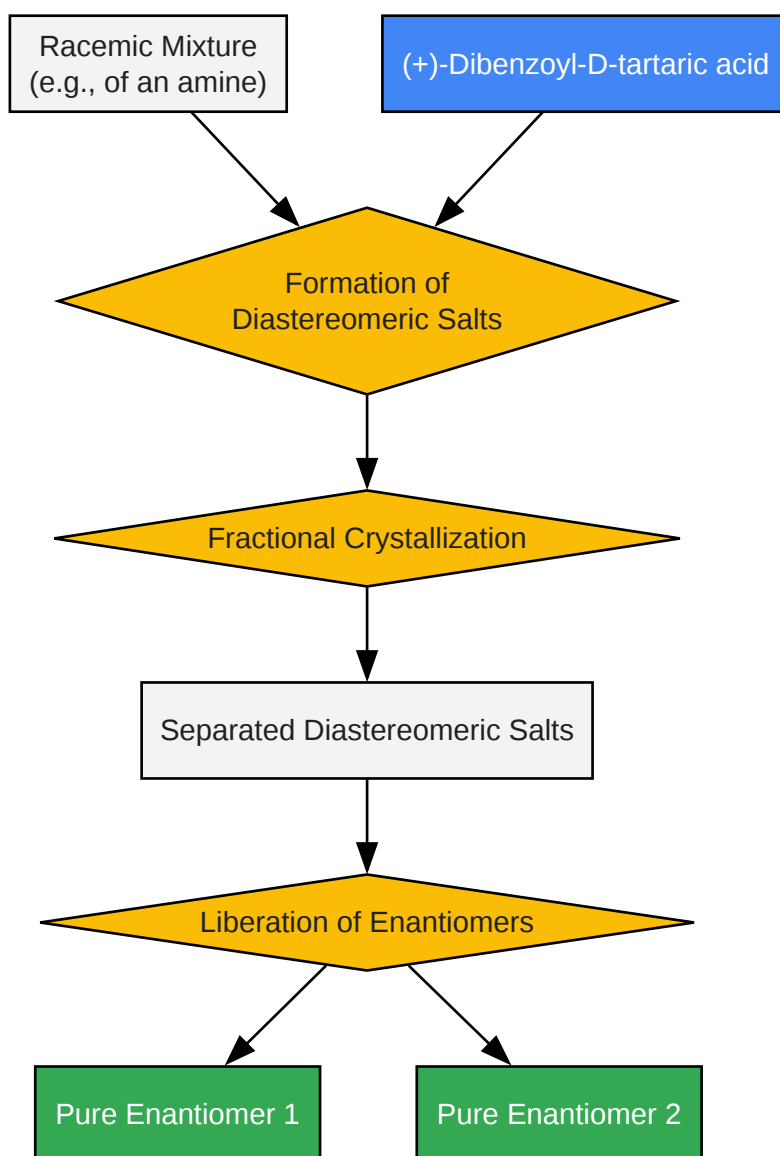 Racemic Mixture
(e.g., of an amine)
(+)-Dibenzoyl-D-tartaric acid
Formation of
Diastereomeric Salts
Fractional Crystallization
Separated Diastereomeric Salts
Liberation of Enantiomers
Pure Enantiomer 1
Pure Enantiomer 2